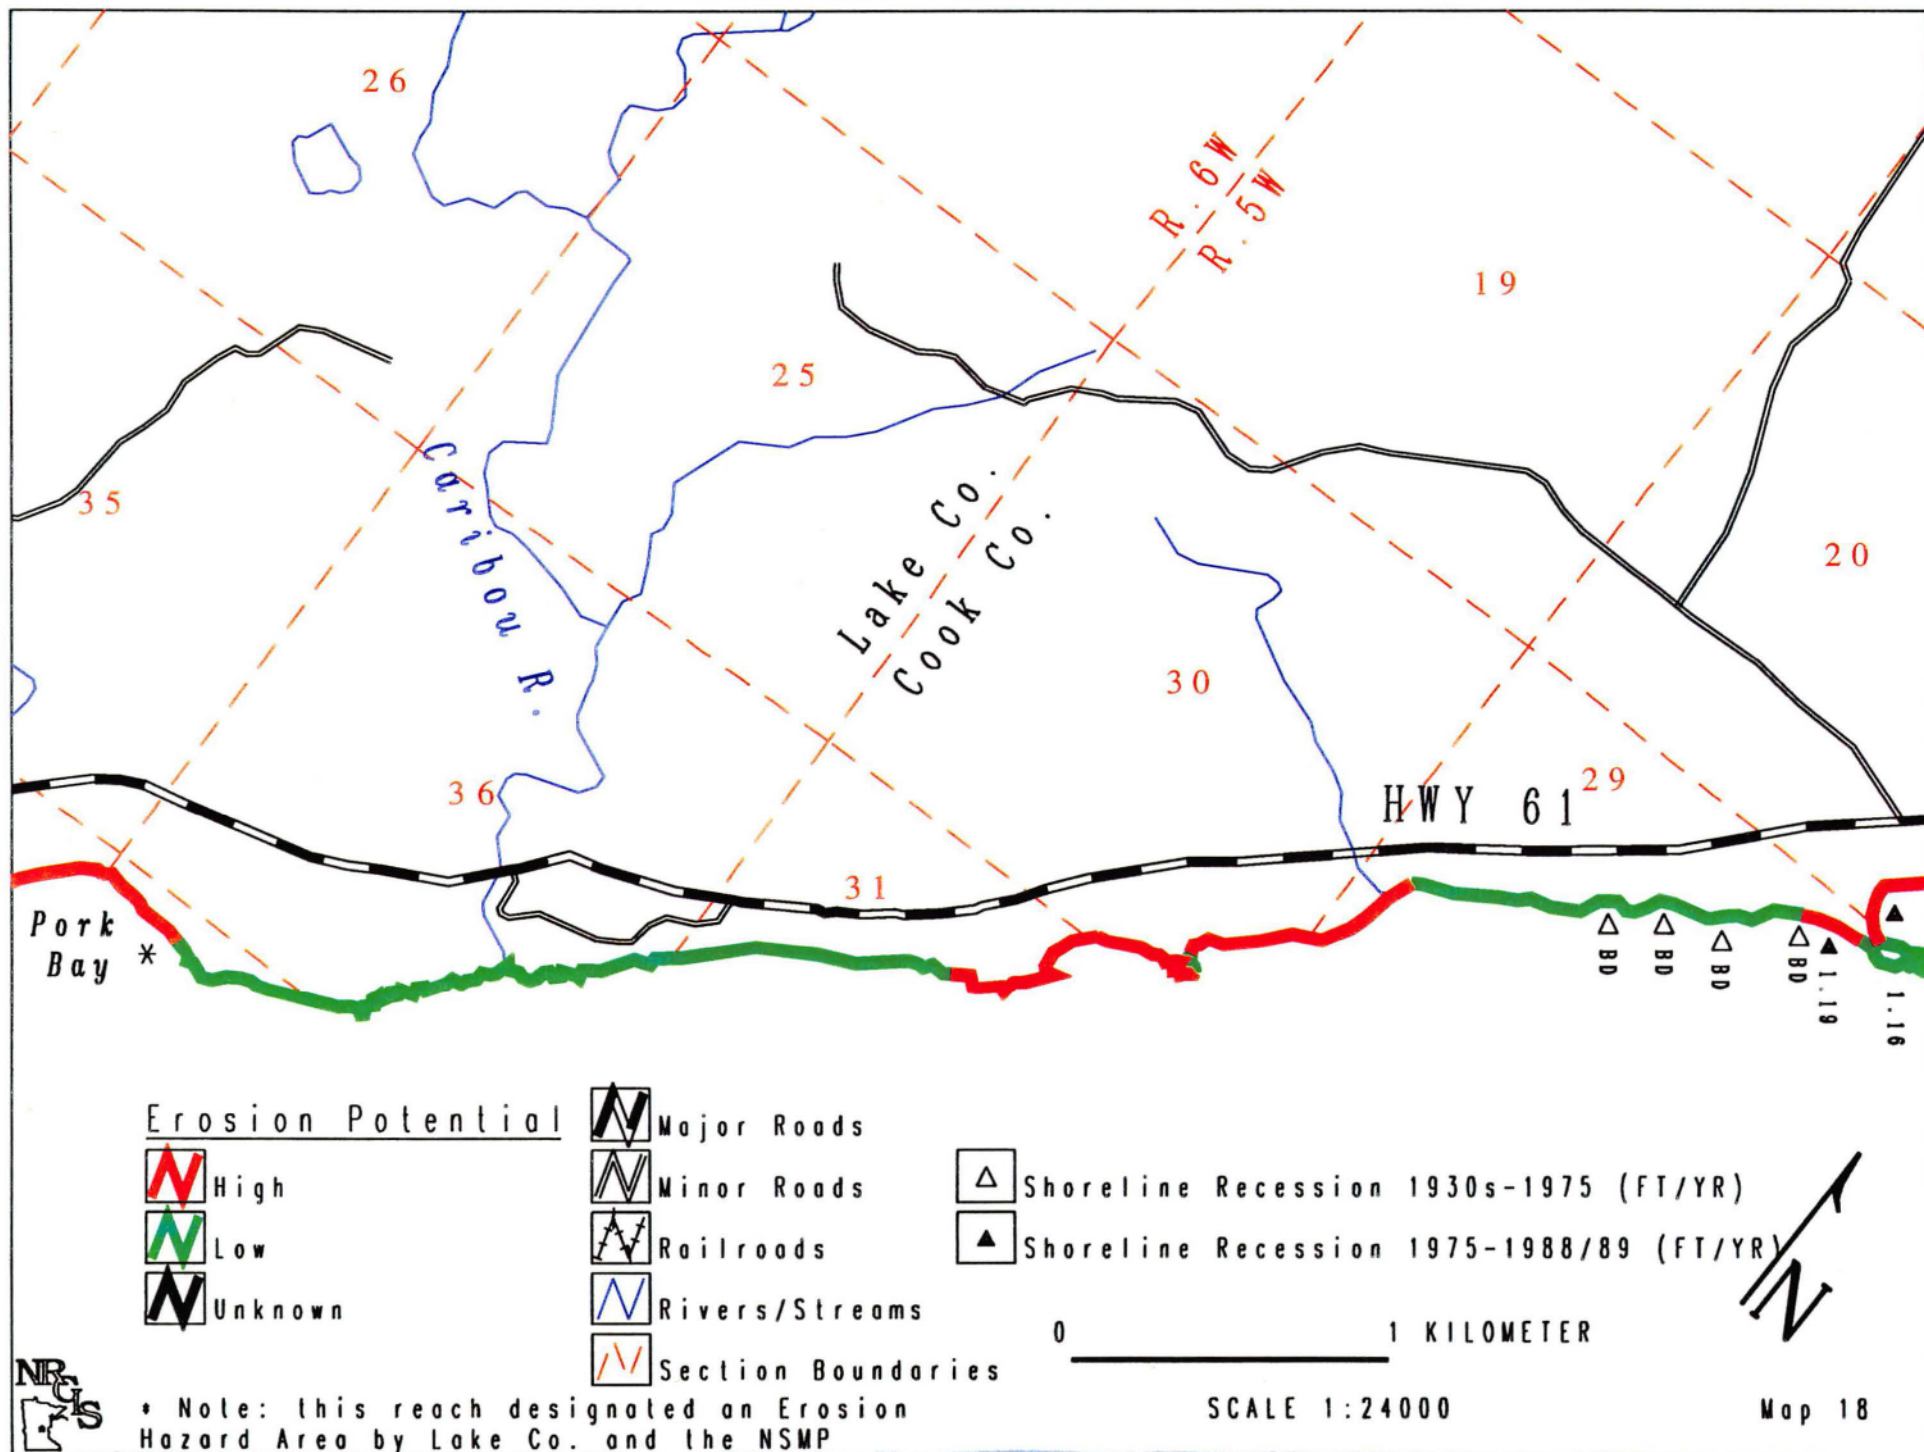 26
R. 6W
R. 5W
19
25
35
Caribou R.
Lake Co.
Cook Co.
20
30
36
29
HWY 61
31
Pork
Bay *
BD
BD
BD
BD
1.19
1.16
Erosion Potential
High
Low
Unknown
Major Roads
Minor Roads
Railroads
Rivers/Streams
Section Boundaries
Shoreline Recession 1930s-1975 (FT/YR)
Shoreline Recession 1975-1988/89 (FT/YR)
N
0 1 KILOMETER
SCALE 1:24000
Map 18
NRGIS
* Note: this reach designated an Erosion
Hazard Area by Lake Co. and the NSMP